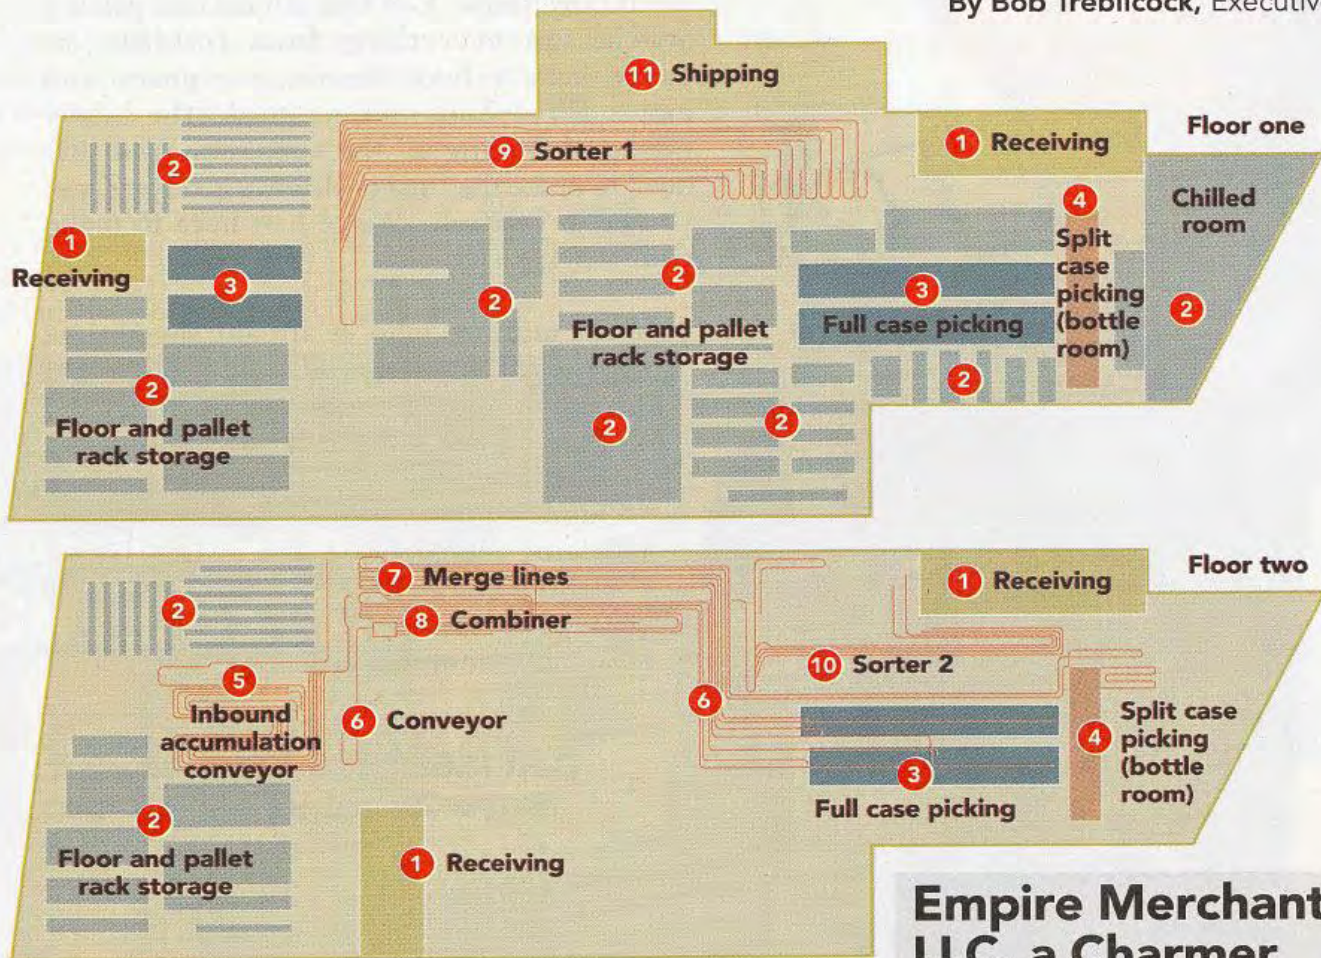 By Bob Trebilcock, Executive
11 Shipping
Floor one
1 Receiving
9 Sorter 1
2
4
Chilled
room
1
Receiving
3
Split
case
picking
(bottle
room)
2
2
3
Full case picking
2
Floor and pallet
rack storage
2
2
Floor and pallet
rack storage
2
2
Floor two
7 Merge lines
1 Receiving
2
8 Combiner
10 Sorter 2
5
Inbound
accumulation
conveyor
6 Conveyor
6
4
Split case
picking
(bottle
room)
3
Full case picking
2
Floor and pallet
rack storage
1 Receiving
Empire Merchant
LLC, a Charmer